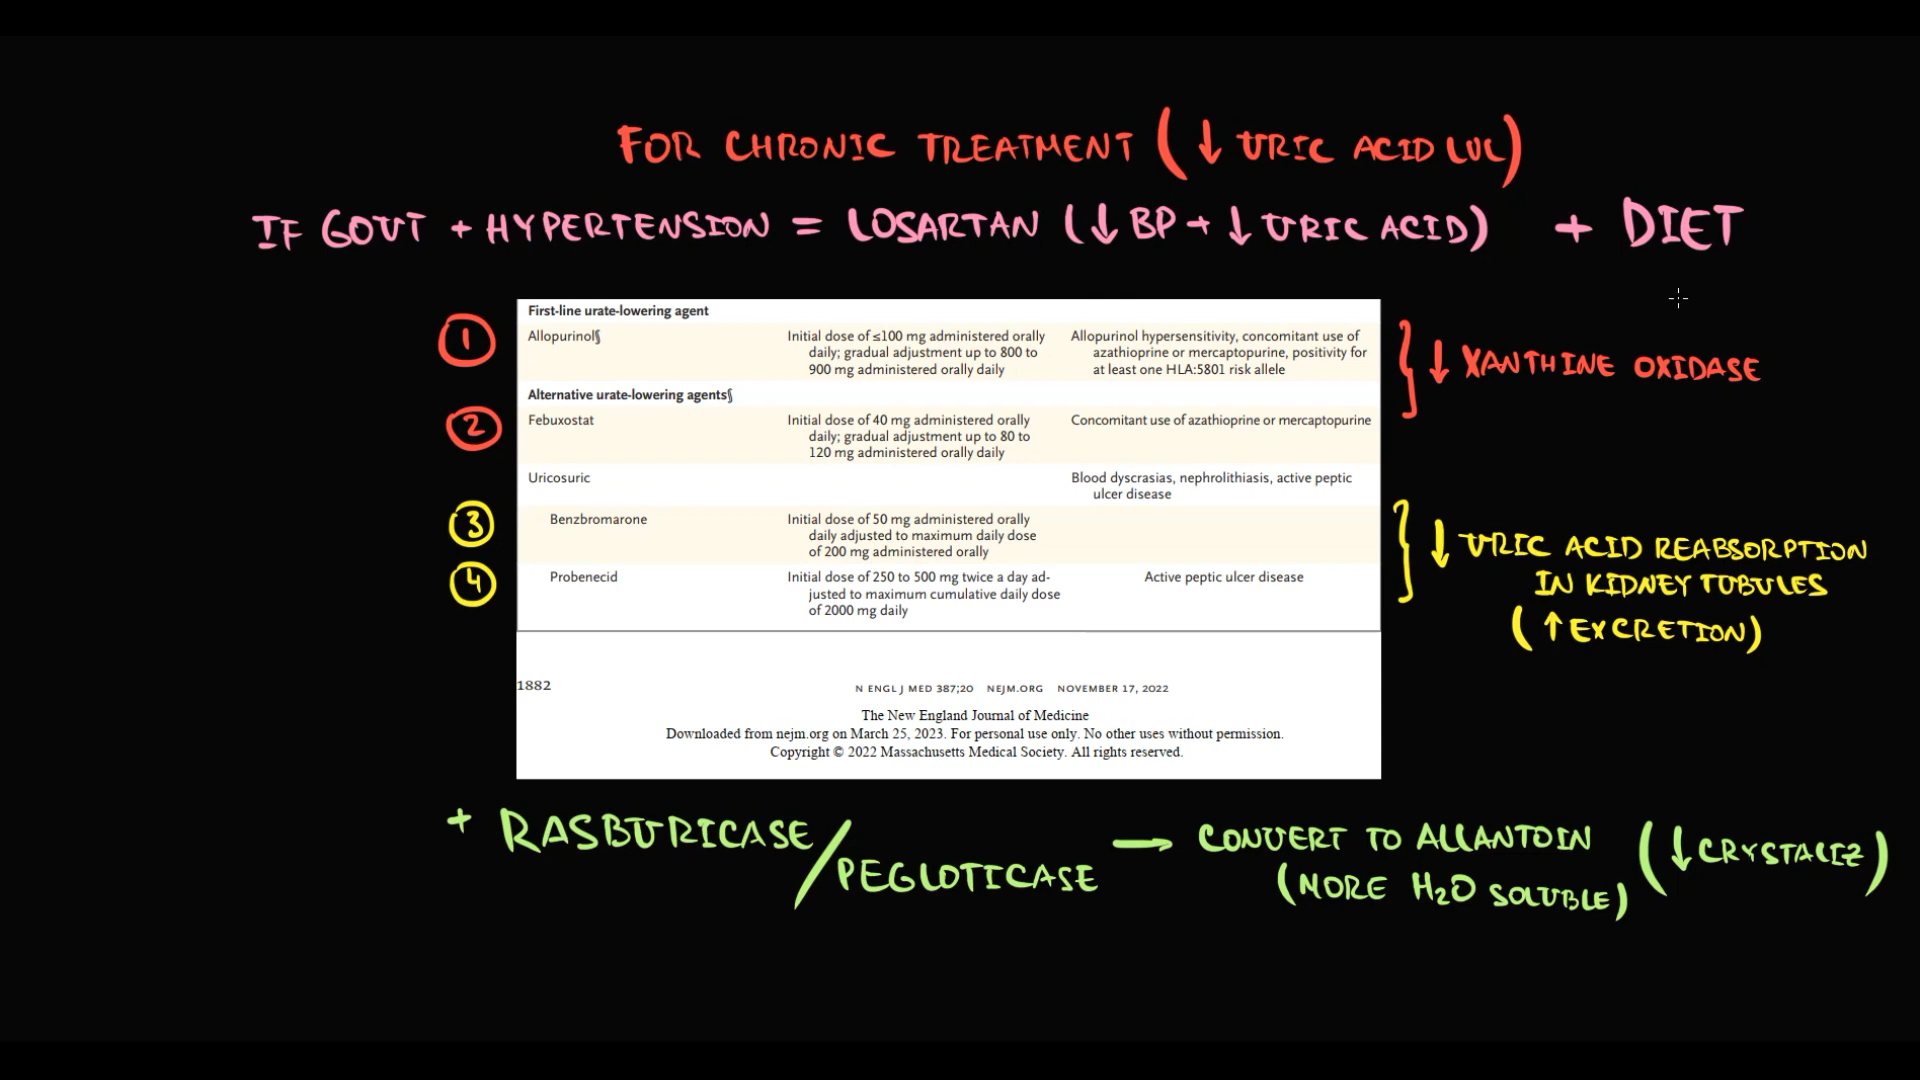 FOR CHRONIC TREATMENT (↓ URIC ACID LVL)
IF GOUT + HYPERTENSION = LOSARTAN (↓ BP + ↓ URIC ACID) + DIET
First-line urate-lowering agent
1
Allopurinol§ Initial dose of ≤100 mg administered orally Allopurinol hypersensitivity, concomitant use of
daily; gradual adjustment up to 800 to azathioprine or mercaptopurine, positivity for
900 mg administered orally daily at least one HLA:5801 risk allele
} ↓ XANTHINE OXIDASE
Alternative urate-lowering agents§
2
Febuxostat Initial dose of 40 mg administered orally Concomitant use of azathioprine or mercaptopurine
daily; gradual adjustment up to 80 to
120 mg administered orally daily
Uricosuric Blood dyscrasias, nephrolithiasis, active peptic
ulcer disease
3
Benzbromarone Initial dose of 50 mg administered orally
daily adjusted to maximum daily dose
of 200 mg administered orally
4
Probenecid Initial dose of 250 to 500 mg twice a day ad- Active peptic ulcer disease
justed to maximum cumulative daily dose
of 2000 mg daily
} ↓ URIC ACID REABSORPTION
IN KIDNEY TUBULES
(↑ EXCRETION)
1882 N ENGL J MED 387;20 NEJM.ORG NOVEMBER 17, 2022
The New England Journal of Medicine
Downloaded from nejm.org on March 25, 2023. For personal use only. No other uses without permission.
Copyright © 2022 Massachusetts Medical Society. All rights reserved.
+ RASBURICASE/PEGLOTICASE → CONVERT TO ALLANTOIN (↓ CRYSTALIZ)
(MORE H₂O SOLUBLE)